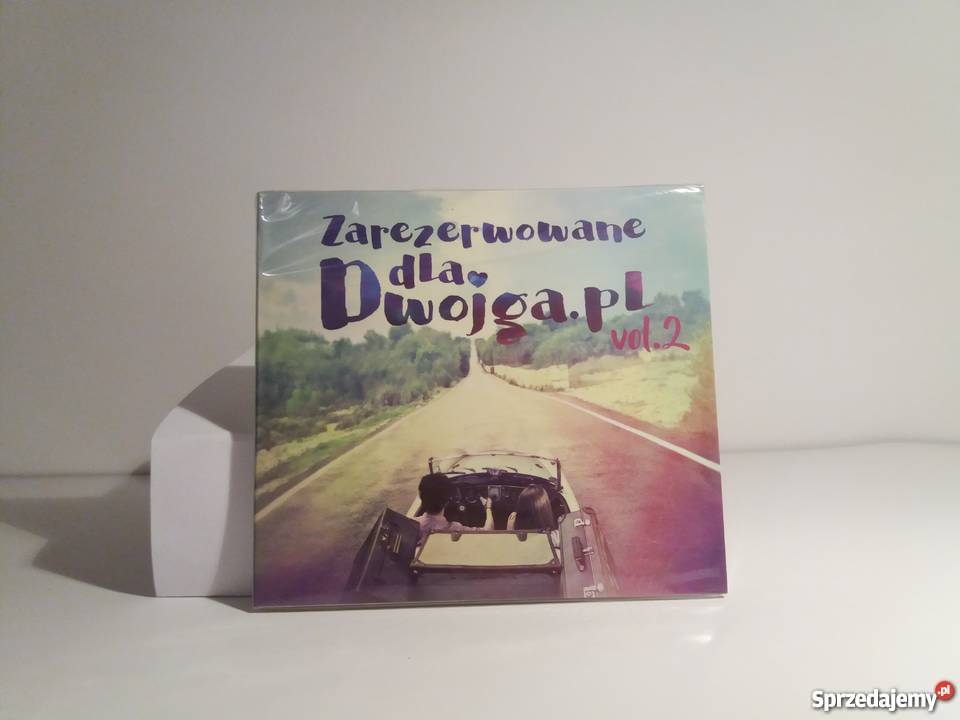 Zarezerwowane
dla
Dwojga.pl
vol.2
Sprzedajemy.pl